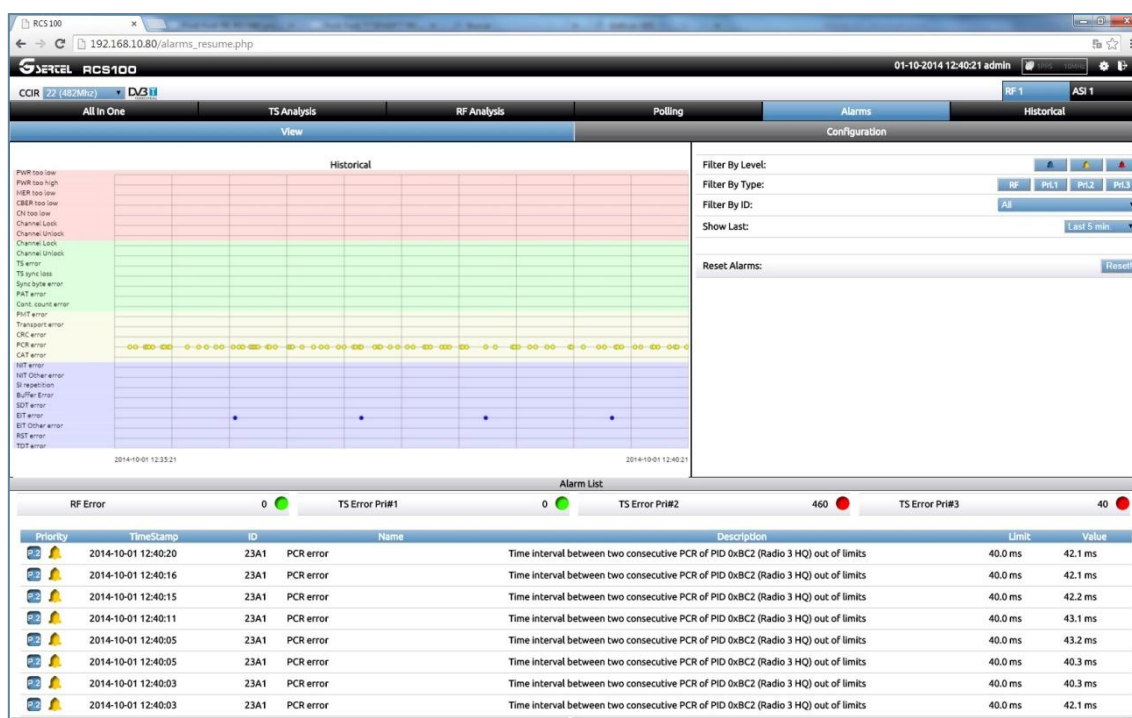 RCS100
192.168.10.80/alarms_resume.php
SERTEL RCS100
01-10-2014 12:40:21 admin
1PPS 10MHz
CCIR 22 (482Mhz) DVB T
RF 1 ASI 1
All In One TS Analysis RF Analysis Polling Alarms Historical
View Configuration
Historical
PWR too low
PWR too high
MER too low
CBER too low
CN too low
Channel Lock
Channel Unlock
Channel Lock
Channel Unlock
TS error
TS sync loss
Sync byte error
PAT error
Cont. count error
PMT error
Transport error
CRC error
PCR error
CAT error
NIT error
NIT Other error
SI repetition
Buffer Error
SDT error
EIT error
EIT Other error
RST error
TDT error
2014-10-01 12:35:21 2014-10-01 12:40:21
Filter By Level:
Filter By Type: RF Pri.1 Pri.2 Pri.3
Filter By ID: All
Show Last: Last 5 min
Reset Alarms: Reset!
Alarm List
RF Error 0 TS Error Pri#1 0 TS Error Pri#2 460 TS Error Pri#3 40
Priority TimeStamp ID Name Description Limit Value
P.2 2014-10-01 12:40:20 23A1 PCR error Time interval between two consecutive PCR of PID 0xBC2 (Radio 3 HQ) out of limits 40.0 ms 42.1 ms
P.2 2014-10-01 12:40:16 23A1 PCR error Time interval between two consecutive PCR of PID 0xBC2 (Radio 3 HQ) out of limits 40.0 ms 42.1 ms
P.2 2014-10-01 12:40:15 23A1 PCR error Time interval between two consecutive PCR of PID 0xBC2 (Radio 3 HQ) out of limits 40.0 ms 42.2 ms
P.2 2014-10-01 12:40:11 23A1 PCR error Time interval between two consecutive PCR of PID 0xBC2 (Radio 3 HQ) out of limits 40.0 ms 43.1 ms
P.2 2014-10-01 12:40:05 23A1 PCR error Time interval between two consecutive PCR of PID 0xBC2 (Radio 3 HQ) out of limits 40.0 ms 43.2 ms
P.2 2014-10-01 12:40:05 23A1 PCR error Time interval between two consecutive PCR of PID 0xBC2 (Radio 3 HQ) out of limits 40.0 ms 40.3 ms
P.2 2014-10-01 12:40:03 23A1 PCR error Time interval between two consecutive PCR of PID 0xBC2 (Radio 3 HQ) out of limits 40.0 ms 40.3 ms
P.2 2014-10-01 12:40:03 23A1 PCR error Time interval between two consecutive PCR of PID 0xBC2 (Radio 3 HQ) out of limits 40.0 ms 42.1 ms